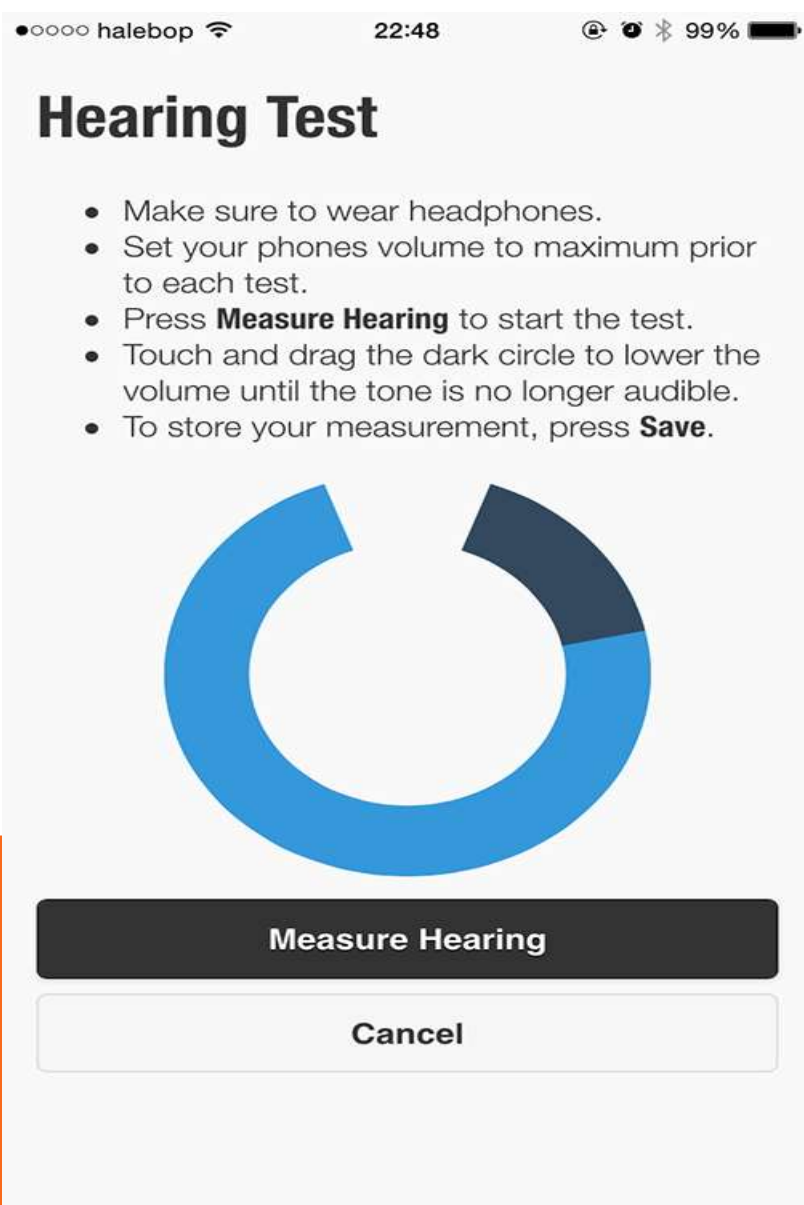 halebop 22:48 99%
Hearing Test
• Make sure to wear headphones.
• Set your phones volume to maximum prior
to each test.
• Press Measure Hearing to start the test.
• Touch and drag the dark circle to lower the
volume until the tone is no longer audible.
• To store your measurement, press Save.
Measure Hearing
Cancel